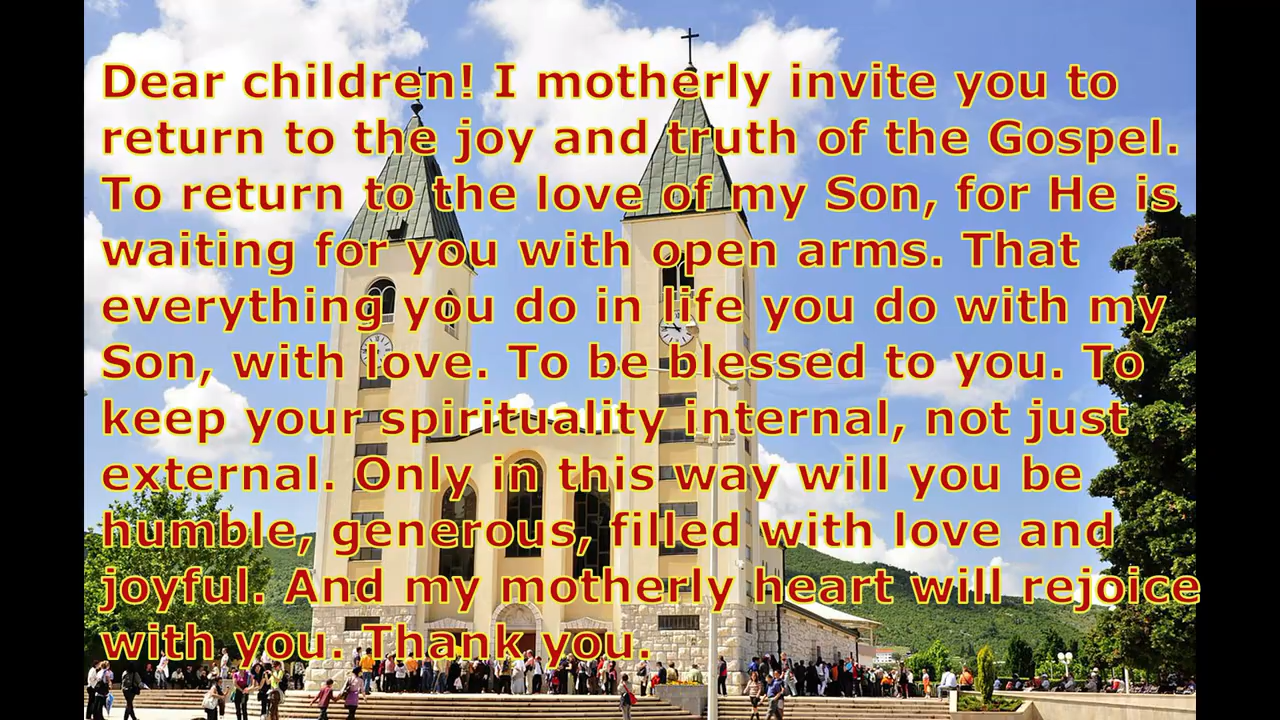 Dear children! I motherly invite you to
return to the joy and truth of the Gospel.
To return to the love of my Son, for He is
waiting for you with open arms. That
everything you do in life you do with my
Son, with love. To be blessed to you. To
keep your spirituality internal, not just
external. Only in this way will you be
humble, generous, filled with love and
joyful. And my motherly heart will rejoice
with you. Thank you.